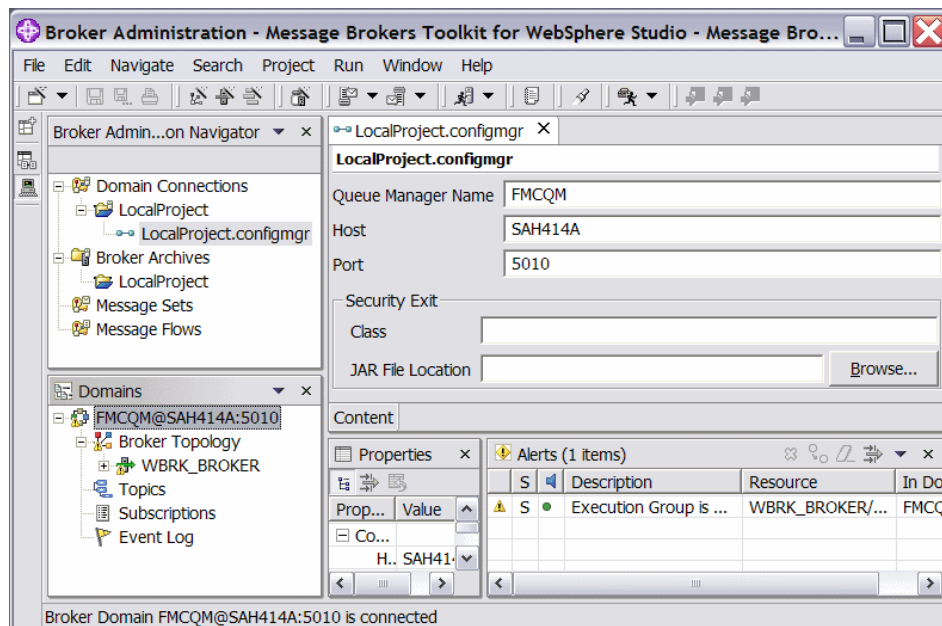 Broker Administration - Message Brokers Toolkit for WebSphere Studio - Message Bro...
File Edit Navigate Search Project Run Window Help
Broker Admin...on Navigator
Domain Connections
LocalProject
LocalProject.configmgr
Broker Archives
LocalProject
Message Sets
Message Flows
LocalProject.configmgr
LocalProject.configmgr
Queue Manager Name FMCQM
Host SAH414A
Port 5010
Security Exit
Class
JAR File Location Browse...
Content
Domains
FMCQM@SAH414A:5010
Broker Topology
WBRK_BROKER
Topics
Subscriptions
Event Log
Properties
Prop... Value
Co...
H.. SAH41
Alerts (1 items)
S Description Resource In Do
S Execution Group is ... WBRK_BROKER/... FMCQ
Broker Domain FMCQM@SAH414A:5010 is connected